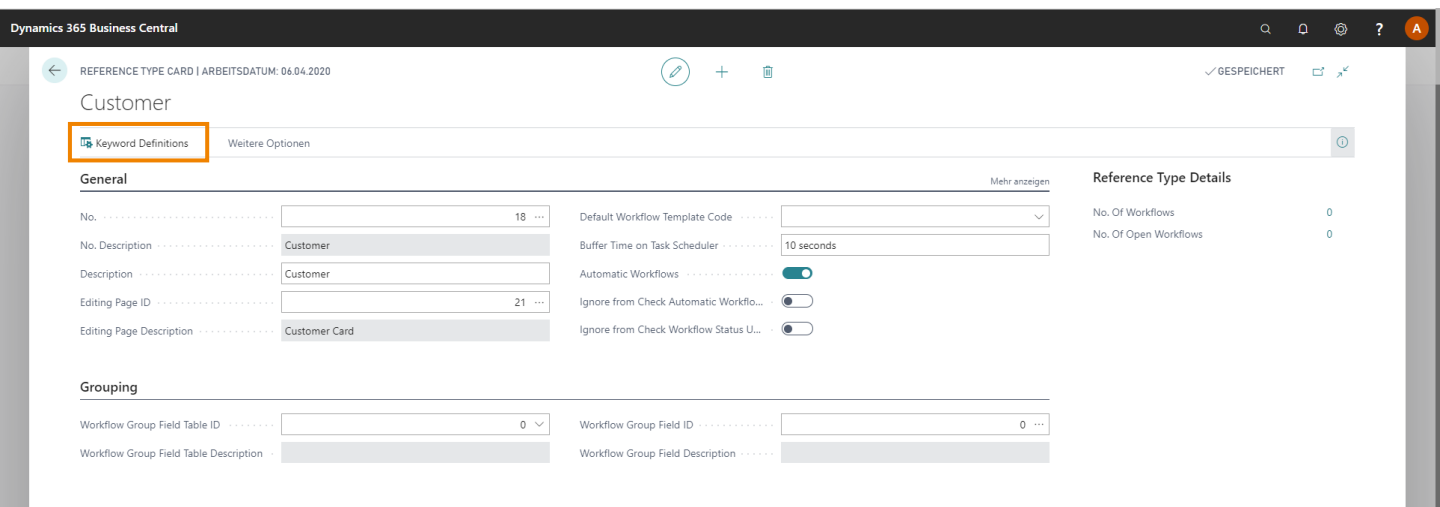 Dynamics 365 Business Central
?
A
REFERENCE TYPE CARD | ARBEITSDATUM: 06.04.2020
GESPEICHERT
Customer
Keyword Definitions
Weitere Optionen
General
Mehr anzeigen
No.
18
No. Description
Customer
Description
Customer
Editing Page ID
21
Editing Page Description
Customer Card
Default Workflow Template Code
Buffer Time on Task Scheduler
10 seconds
Automatic Workflows
Ignore from Check Automatic Workflo...
Ignore from Check Workflow Status U...
Reference Type Details
No. Of Workflows
0
No. Of Open Workflows
0
Grouping
Workflow Group Field Table ID
0
Workflow Group Field Table Description
Workflow Group Field ID
0
Workflow Group Field Description